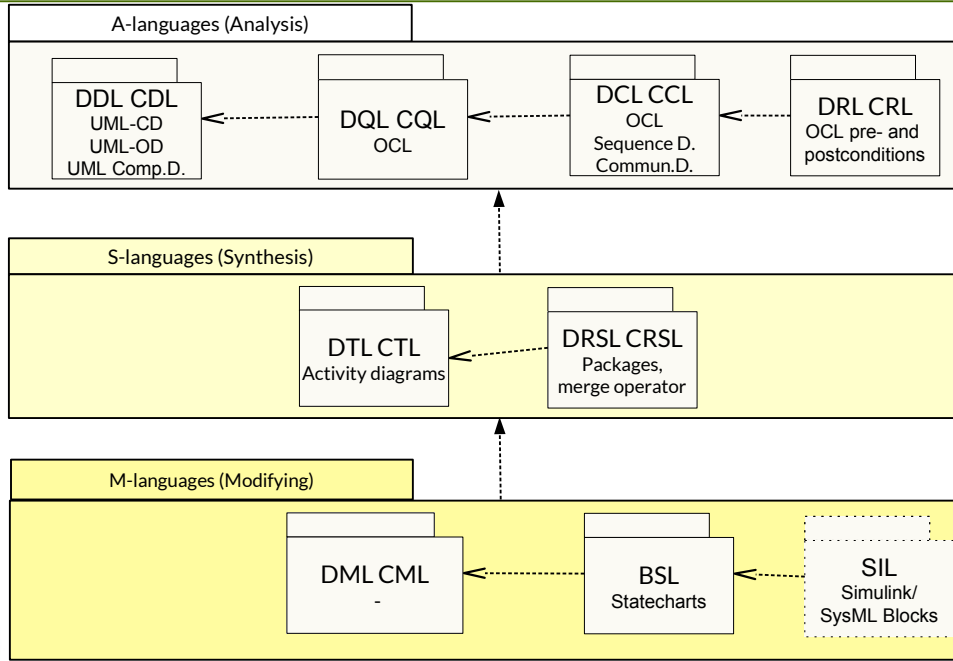 A-languages (Analysis)
DDL CDL
UML-CD
UML-OD
UML Comp.D.
DQL CQL
OCL
DCL CCL
OCL
Sequence D.
Commun.D.
DRL CRL
OCL pre- and
postconditions
S-languages (Synthesis)
DTL CTL
Activity diagrams
DRSL CRSL
Packages,
merge operator
M-languages (Modifying)
DML CML
-
BSL
Statecharts
SIL
Simulink/
SysML Blocks